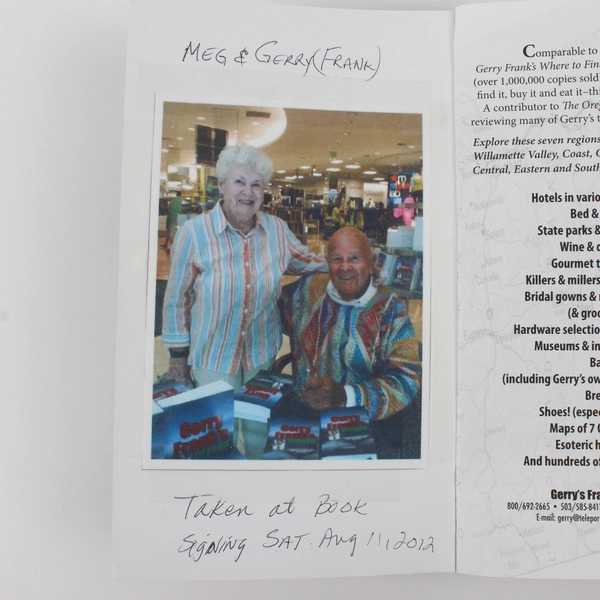 MEG & GERRY (FRANK)
Gerry
Frank's
Gerry
Frank's
Taken at BOOK
Signing SAT. Aug 11, 2012
Comparable to
Gerry Frank's Where to Fin
(over 1,000,000 copies sold
find it, buy it and eat it–thi
A contributor to The Ore
reviewing many of Gerry's
Explore these seven regions
Willamette Valley, Coast,
Central, Eastern and South
Hotels in vario
Bed &
State parks &
Wine &
Gourmet t
Killers & millers
Bridal gowns &
(& groo
Hardware selectio
Museums & in
Ba
(including Gerry's ow
Bre
Shoes! (espe
Maps of 7
Esoteric h
And hundreds of
Gerry's Fra
800/692-2665 • 503/585-841
E-mail: gerry@telepor